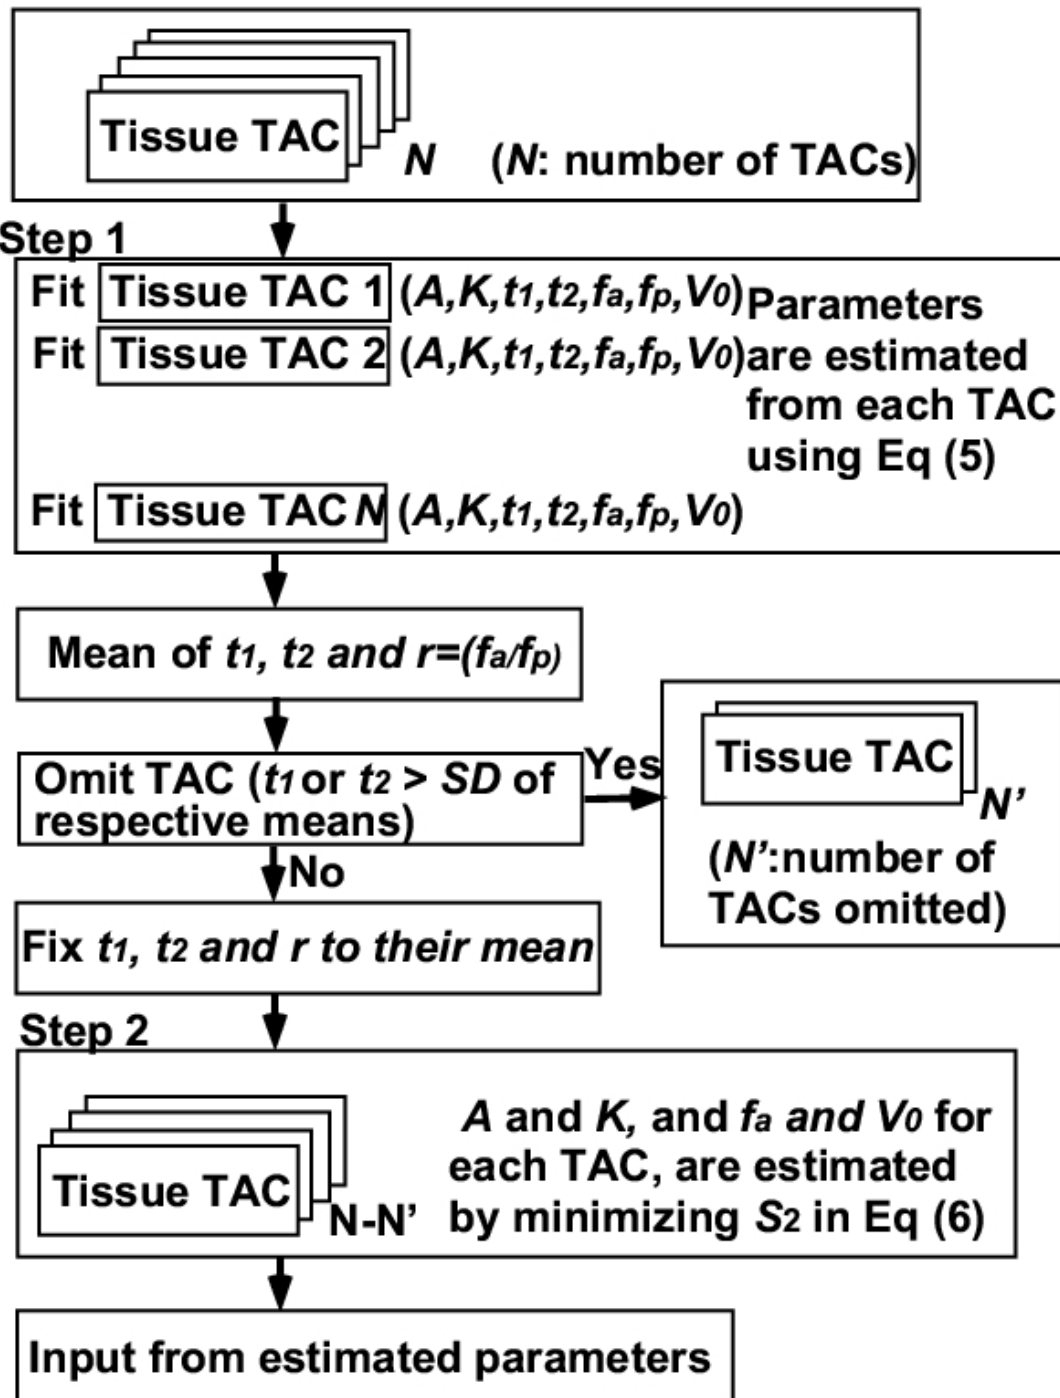 Tissue TAC
N (N: number of TACs)
Step 1
Fit Tissue TAC 1 (A,K,t1,t2,fa,fp,V0)
Fit Tissue TAC 2 (A,K,t1,t2,fa,fp,V0)
Parameters
are estimated
from each TAC
using Eq (5)
Fit Tissue TAC N (A,K,t1,t2,fa,fp,V0)
Mean of t1, t2 and r=(fa/fp)
Omit TAC (t1 or t2 > SD of
respective means)
Yes
Tissue TAC
N’
(N’:number of
TACs omitted)
No
Fix t1, t2 and r to their mean
Step 2
Tissue TAC
N-N’
A and K, and fa and V0 for
each TAC, are estimated
by minimizing S2 in Eq (6)
Input from estimated parameters